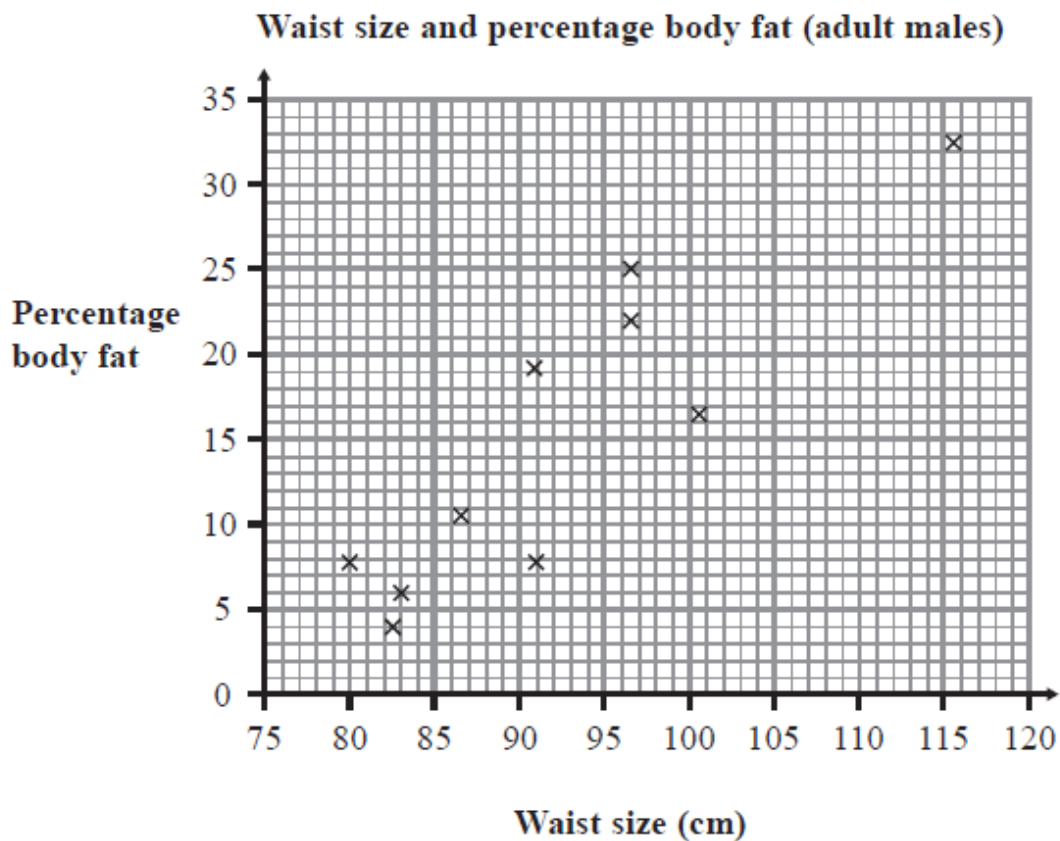 Waist size and percentage body fat (adult males)
35
30
25
Percentage
body fat
20
15
10
5
0
75 80 85 90 95 100 105 110 115 120
Waist size (cm)